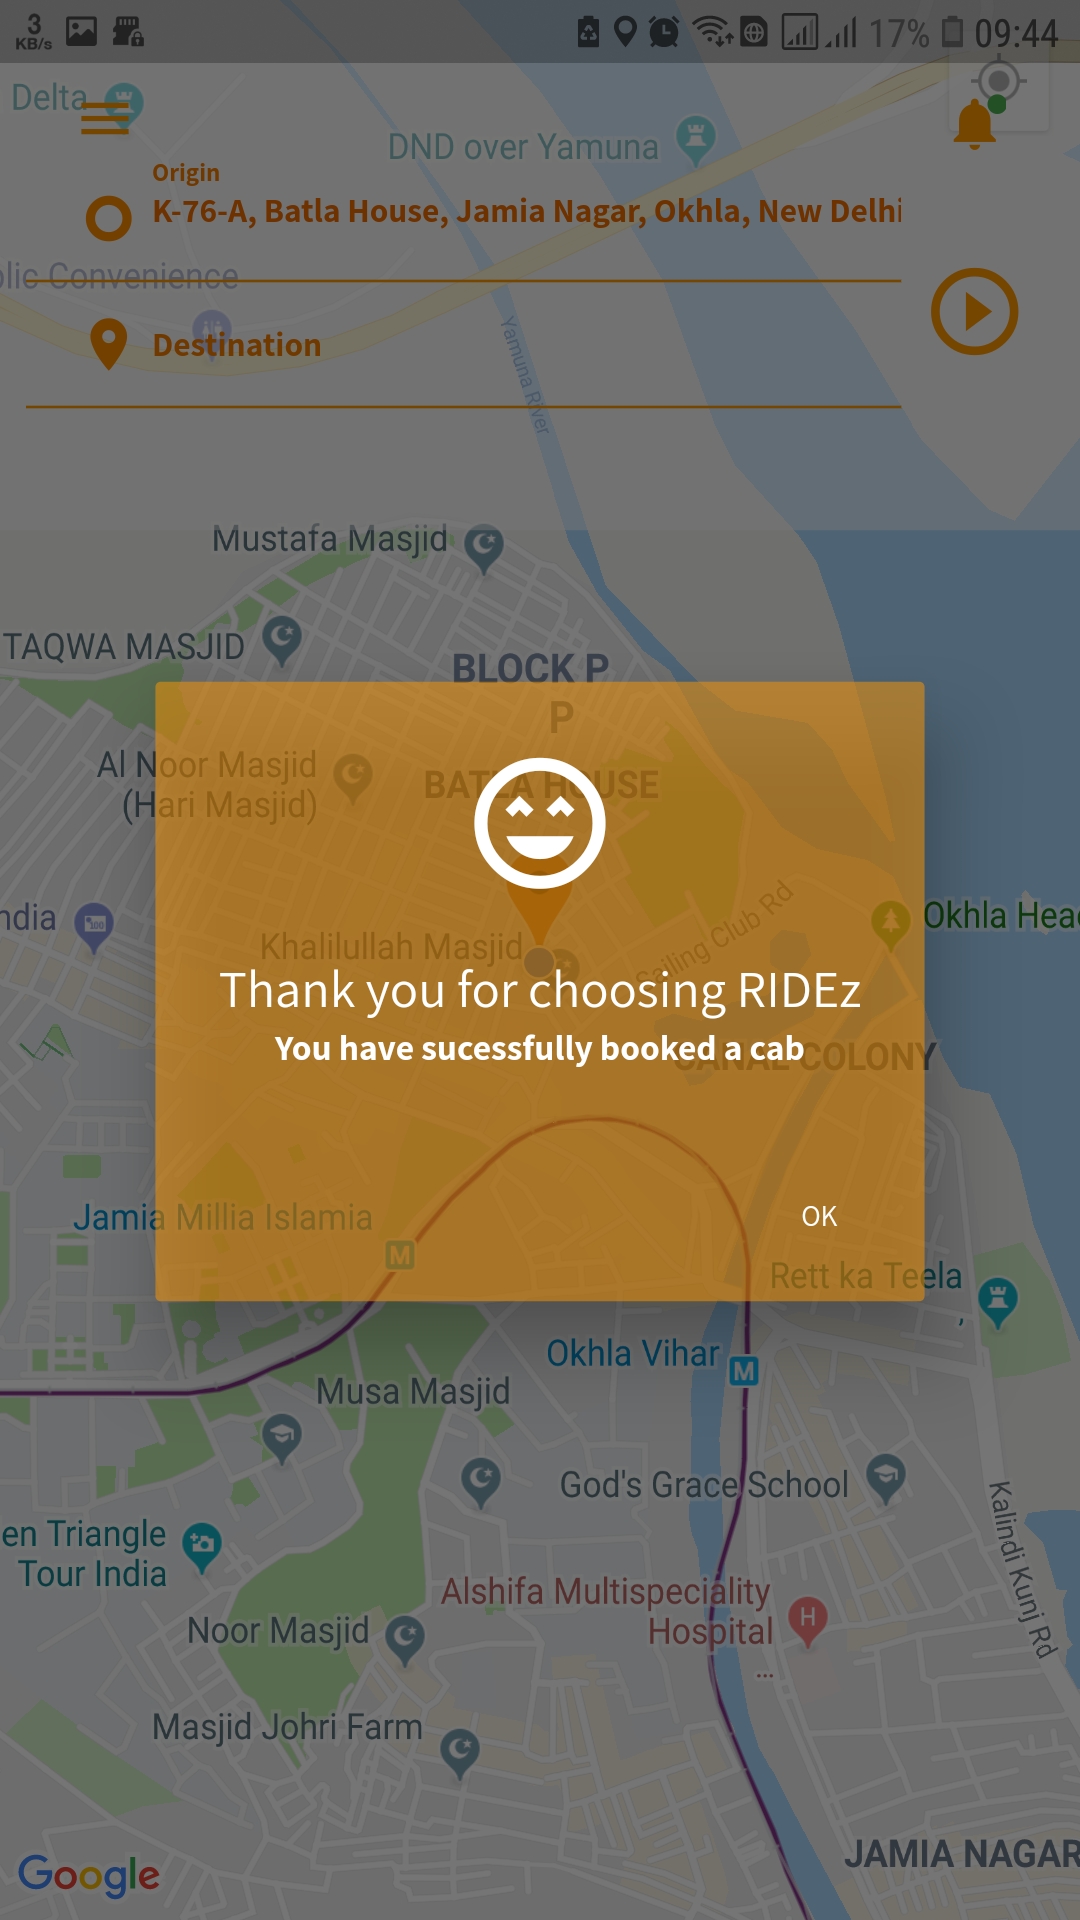 3
KB/s
17%
09:44
Delta
DND over Yamuna
Origin
K-76-A, Batla House, Jamia Nagar, Okhla, New Delhi
Convenience
Destination
Yamuna River
Mustafa Masjid
TAQWA MASJID
BLOCK P
P
Al Noor Masjid
(Hari Masjid)
BATLA HOUSE
Sailing Club Rd
Okhla
Khalilullah Masjid
Thank you for choosing RIDEz
You have sucessfully booked a cab
CANAL COLONY
Jamia Millia Islamia
M
OK
Rett ka Teela
,
Okhla Vihar
M
Musa Masjid
God's Grace School
Kalindi Kunj Rd
Triangle
Tour India
Alshifa Multispeciality
Hospital
H
...
Noor Masjid
Masjid Johri Farm
JAMIA NAGAR
Google